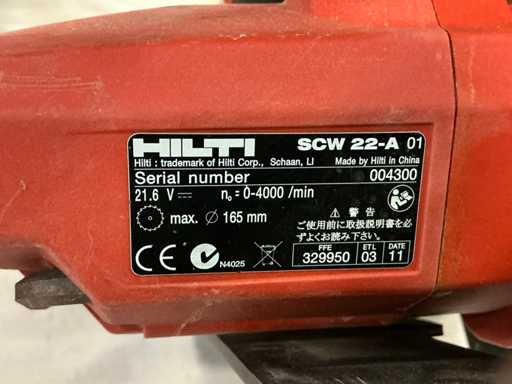 HILTI SCW 22-A 01
Hilti : trademark of Hilti Corp., Schaan, LI Made by Hilti in China
Serial number 004300
21.6 V n₀ = 0-4000 /min
max. ∅ 165 mm
⚠ 警告
ご使用前に取扱説明書を必
ずよくお読み下さい。
CE N4025
FFE ETL DATE
329950 03 11